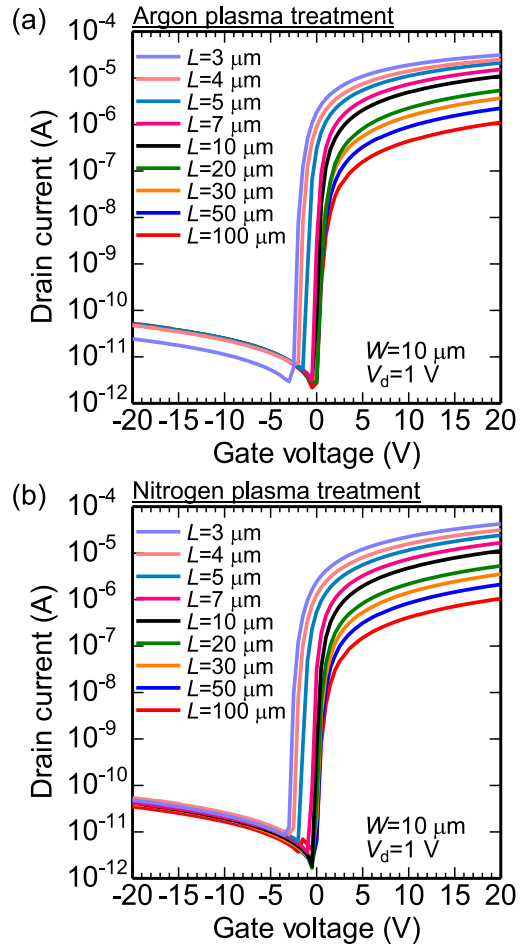 (a) Argon plasma treatment
10⁻⁴
10⁻⁵
10⁻⁶
10⁻⁷
10⁻⁸
10⁻⁹
10⁻¹⁰
10⁻¹¹
10⁻¹²
Drain current (A)
L=3 μm
L=4 μm
L=5 μm
L=7 μm
L=10 μm
L=20 μm
L=30 μm
L=50 μm
L=100 μm
W=10 μm
Vd=1 V
-20 -15 -10 -5 0 5 10 15 20
Gate voltage (V)
(b) Nitrogen plasma treatment
10⁻⁴
10⁻⁵
10⁻⁶
10⁻⁷
10⁻⁸
10⁻⁹
10⁻¹⁰
10⁻¹¹
10⁻¹²
Drain current (A)
L=3 μm
L=4 μm
L=5 μm
L=7 μm
L=10 μm
L=20 μm
L=30 μm
L=50 μm
L=100 μm
W=10 μm
Vd=1 V
-20 -15 -10 -5 0 5 10 15 20
Gate voltage (V)